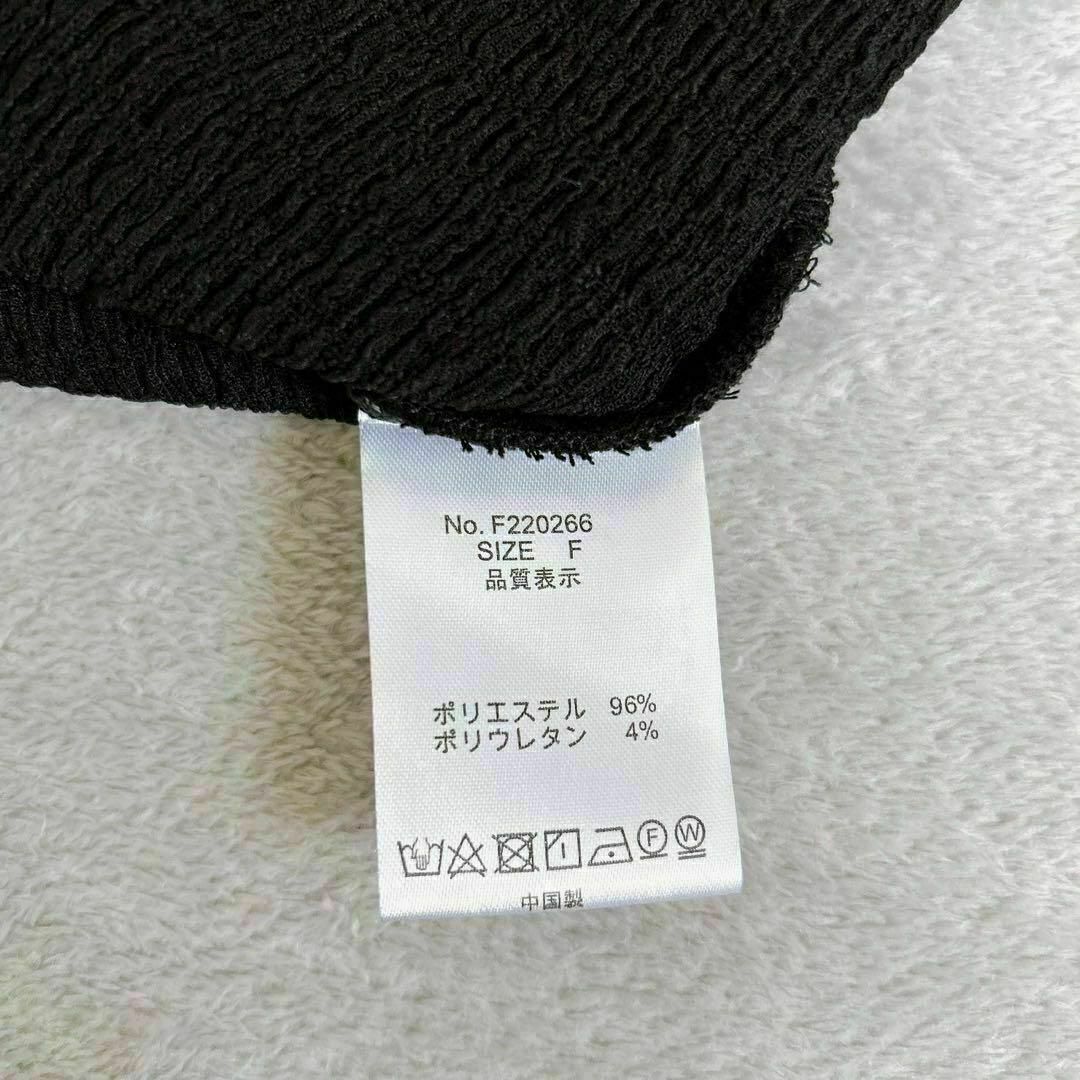 No. F220266
SIZE F
品質表示
ポリエステル 96%
ポリウレタン 4%
F W
中国製